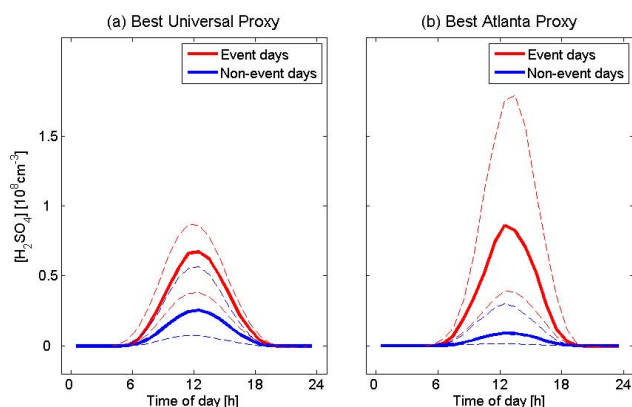 (a) Best Universal Proxy
(b) Best Atlanta Proxy
Event days
Non-event days
Event days
Non-event days
[H₂SO₄] [10⁸cm⁻³]
1.5
1
0.5
0
0 6 12 18 24
0 6 12 18 24
Time of day [h]
Time of day [h]